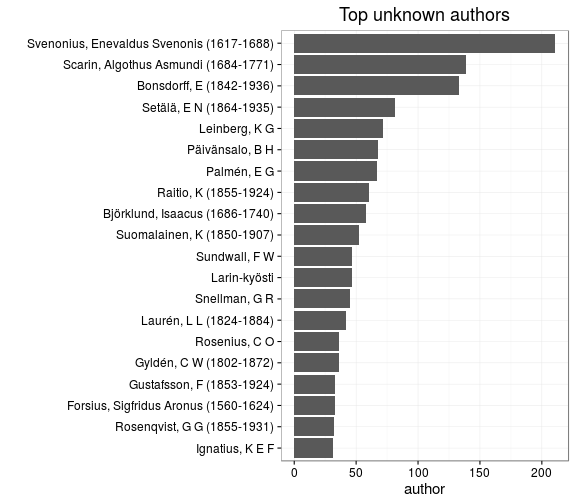 Top unknown authors
Svenonius, Enevaldus Svenonis (1617-1688)
Scarin, Algothus Asmundi (1684-1771)
Bonsdorff, E (1842-1936)
Setälä, E N (1864-1935)
Leinberg, K G
Päivänsalo, B H
Palmén, E G
Raitio, K (1855-1924)
Björklund, Isaacus (1686-1740)
Suomalainen, K (1850-1907)
Sundwall, F W
Larin-kyösti
Snellman, G R
Laurén, L L (1824-1884)
Rosenius, C O
Gyldén, C W (1802-1872)
Gustafsson, F (1853-1924)
Forsius, Sigfridus Aronus (1560-1624)
Rosenqvist, G G (1855-1931)
Ignatius, K E F
0 50 100 150 200
author